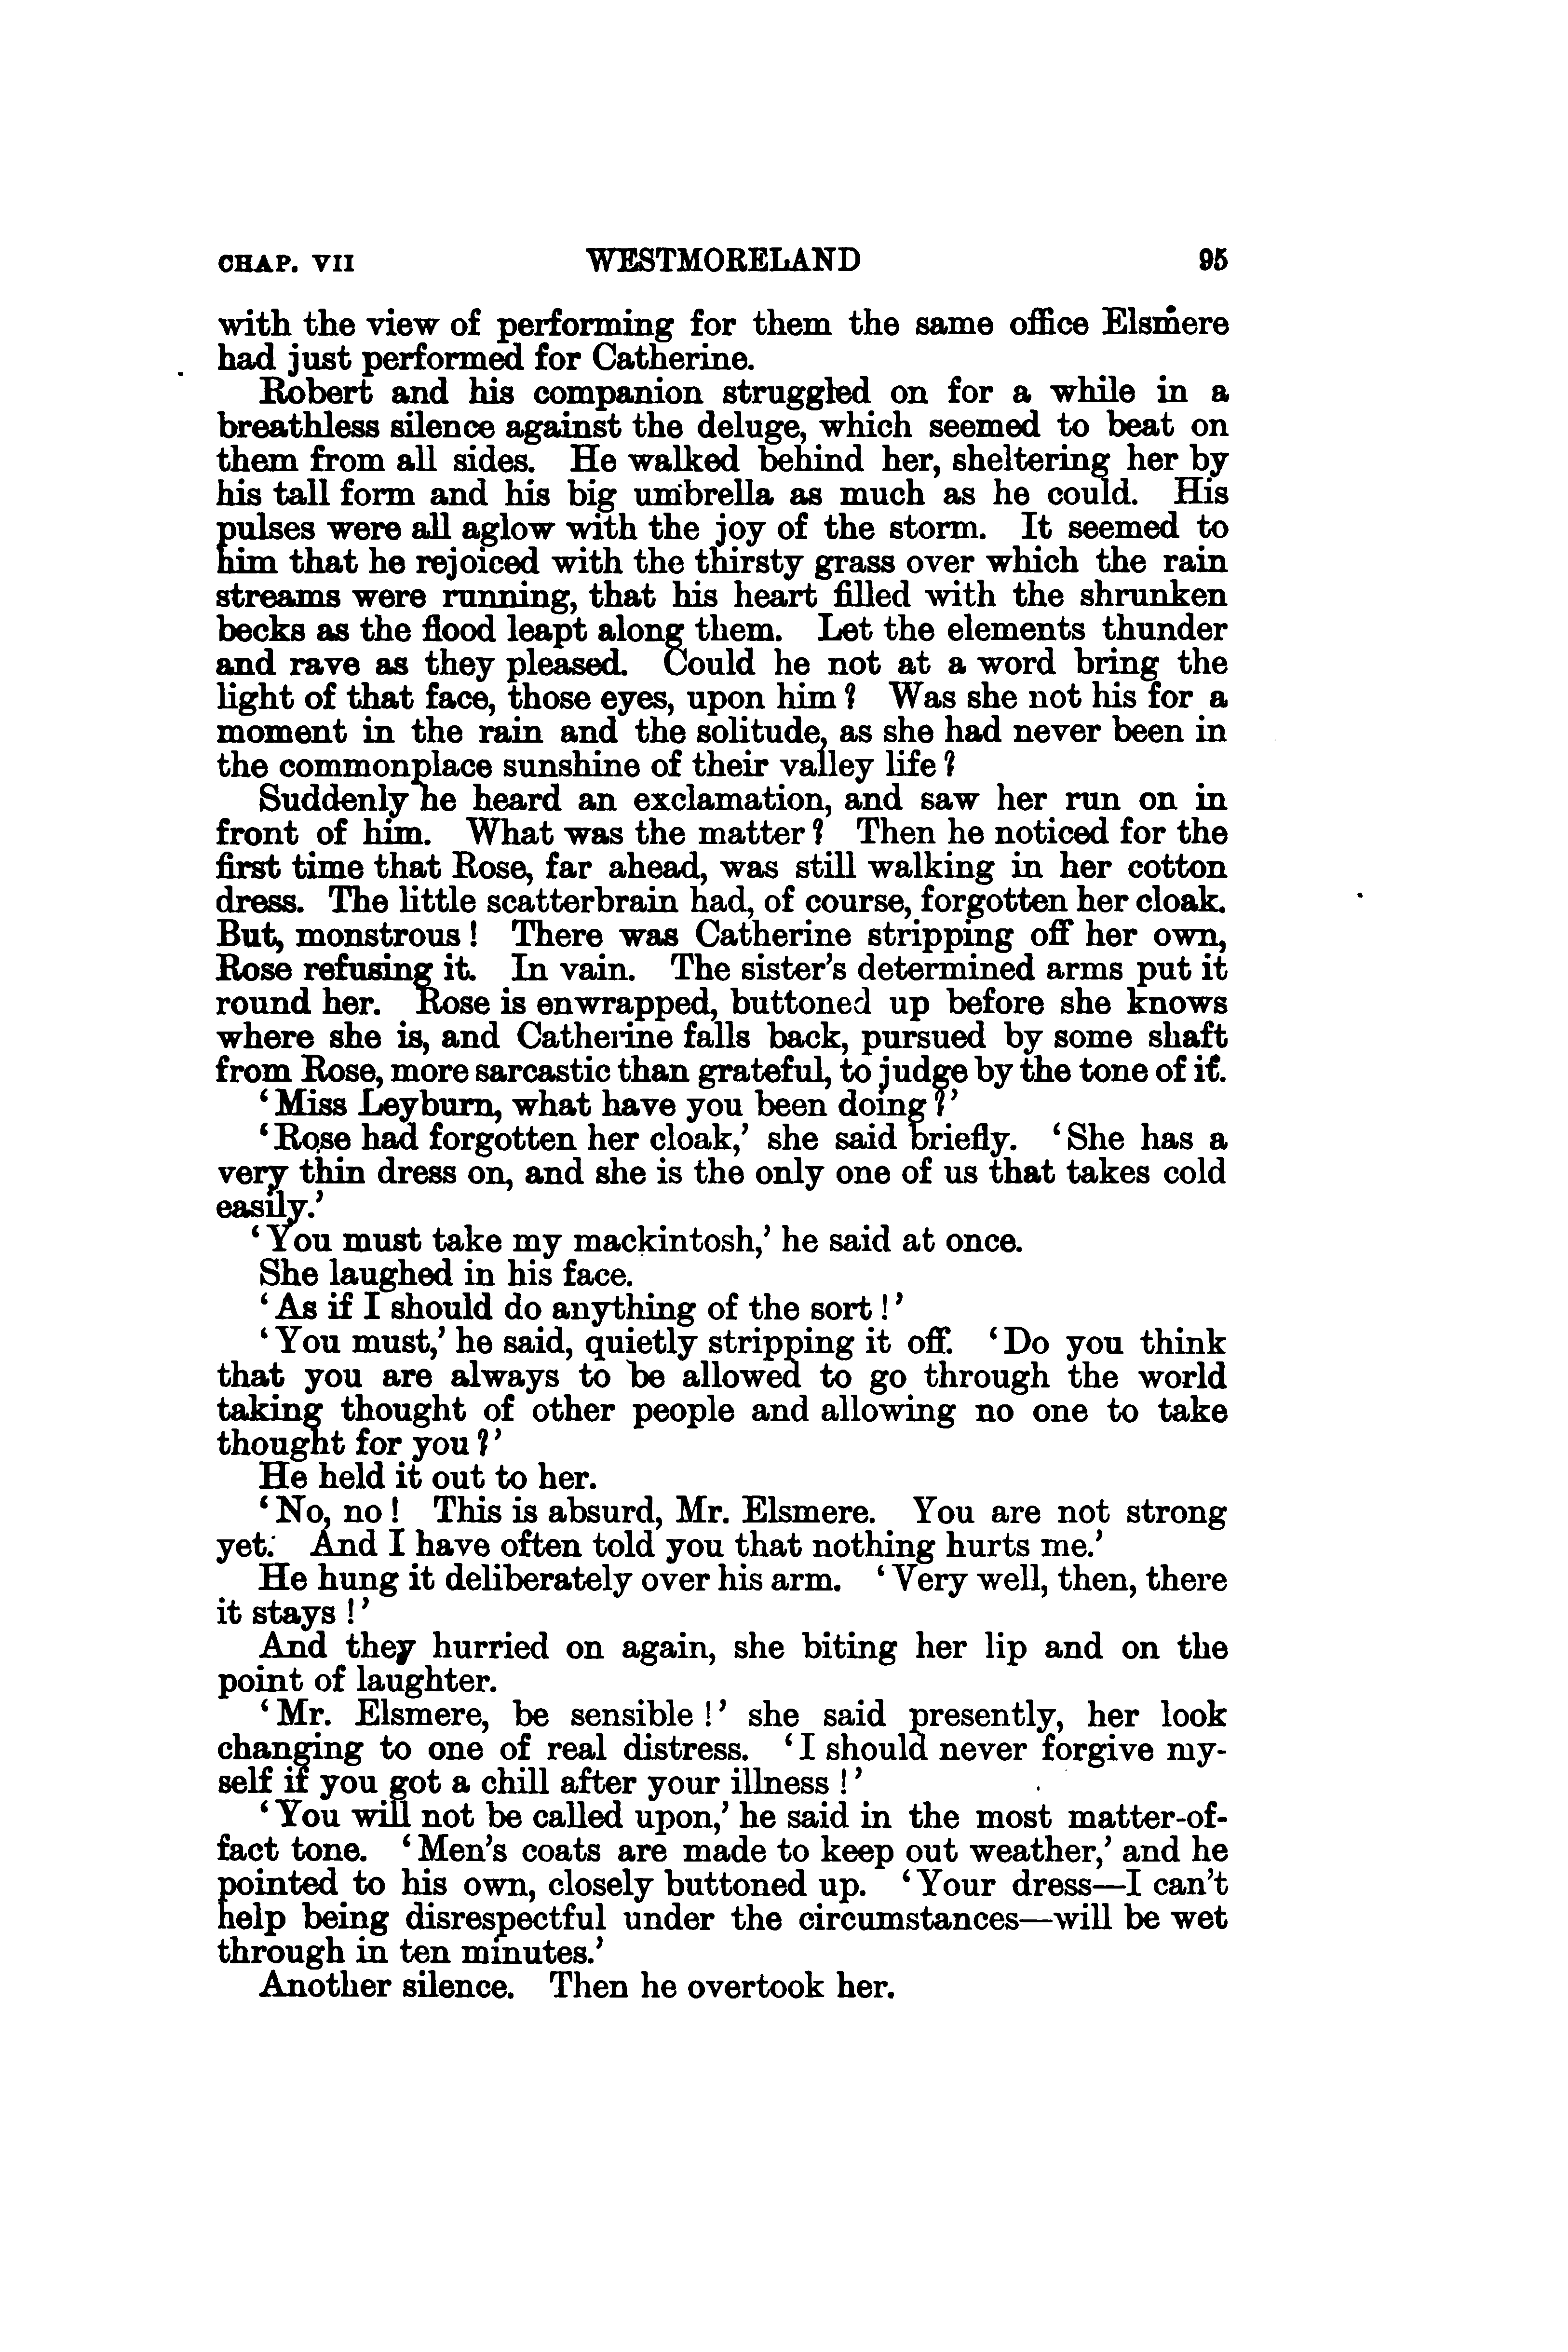 CHAP. VII WESTMORELAND 95
with the view of performing for them the same office Elsmere
had just performed for Catherine.
Robert and his companion struggled on for a while in a
breathless silence against the deluge, which seemed to beat on
them from all sides. He walked behind her, sheltering her by
his tall form and his big umbrella as much as he could. His
pulses were all aglow with the joy of the storm. It seemed to
him that he rejoiced with the thirsty grass over which the rain
streams were running, that his heart filled with the shrunken
becks as the flood leapt along them. Let the elements thunder
and rave as they pleased. Could he not at a word bring the
light of that face, those eyes, upon him? Was she not his for a
moment in the rain and the solitude, as she had never been in
the commonplace sunshine of their valley life?
Suddenly he heard an exclamation, and saw her run on in
front of him. What was the matter? Then he noticed for the
first time that Rose, far ahead, was still walking in her cotton
dress. The little scatterbrain had, of course, forgotten her cloak.
But, monstrous! There was Catherine stripping off her own,
Rose refusing it. In vain. The sister's determined arms put it
round her. Rose is enwrapped, buttoned up before she knows
where she is, and Catherine falls back, pursued by some shaft
from Rose, more sarcastic than grateful, to judge by the tone of it.
'Miss Leyburn, what have you been doing?'
'Rose had forgotten her cloak,' she said briefly. 'She has a
very thin dress on, and she is the only one of us that takes cold
easily.'
'You must take my mackintosh,' he said at once.
She laughed in his face.
'As if I should do anything of the sort!'
'You must,' he said, quietly stripping it off. 'Do you think
that you are always to be allowed to go through the world
taking thought of other people and allowing no one to take
thought for you?'
He held it out to her.
'No, no! This is absurd, Mr. Elsmere. You are not strong
yet. And I have often told you that nothing hurts me.'
He hung it deliberately over his arm. 'Very well, then, there
it stays!'
And they hurried on again, she biting her lip and on the
point of laughter.
'Mr. Elsmere, be sensible!' she said presently, her look
changing to one of real distress. 'I should never forgive my-
self if you got a chill after your illness!'
'You will not be called upon,' he said in the most matter-of-
fact tone. 'Men's coats are made to keep out weather,' and he
pointed to his own, closely buttoned up. 'Your dress—I can't
help being disrespectful under the circumstances—will be wet
through in ten minutes.'
Another silence. Then he overtook her.